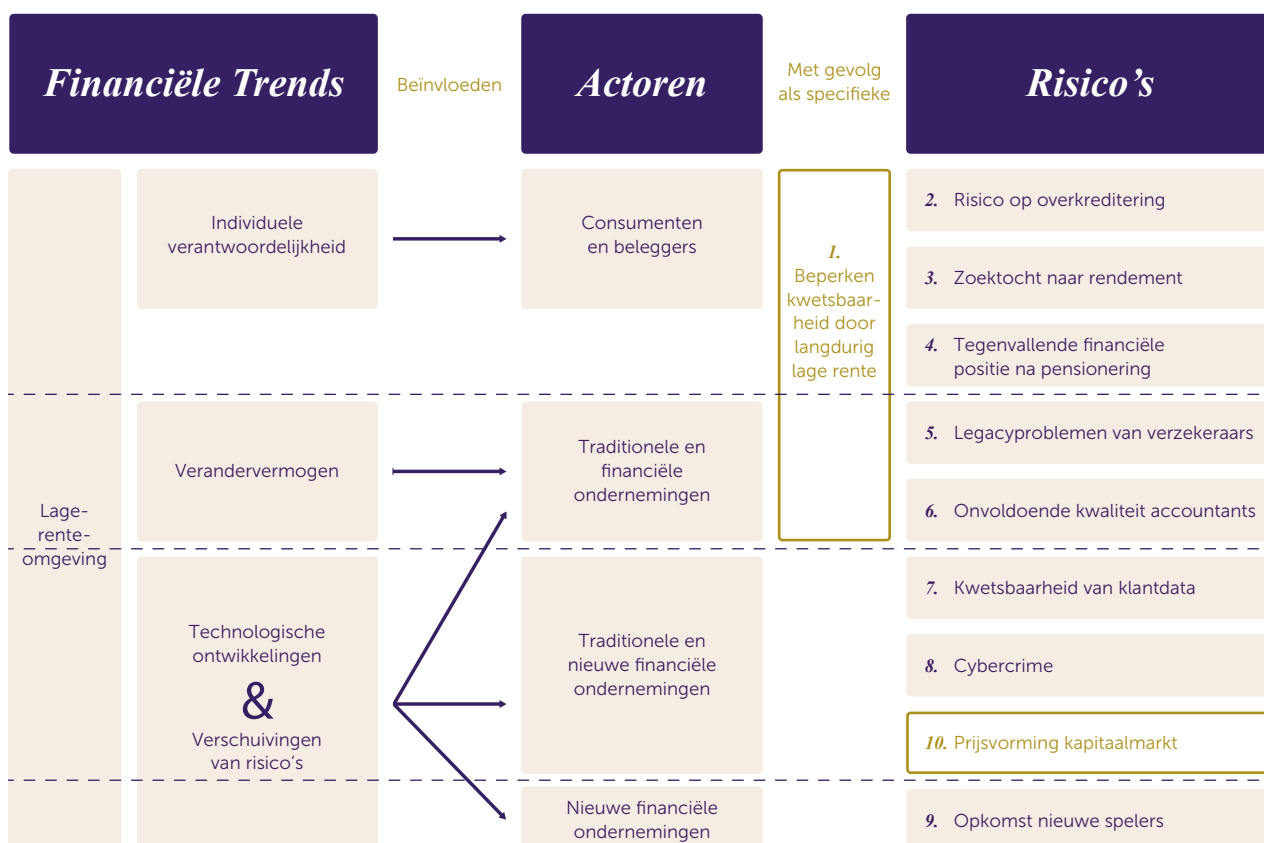 Financiële Trends
Beïnvloeden
Actoren
Met gevolg
als specifieke
Risico’s
Lage-
rente-
omgeving
Individuele
verantwoordelijkheid
Consumenten
en beleggers
1.
Beperken
kwetsbaar-
heid door
langdurig
lage rente
2. Risico op overkreditering
3. Zoektocht naar rendement
4. Tegenvallende financiële
positie na pensionering
Verandervermogen
Traditionele en
financiële
ondernemingen
5. Legacyproblemen van verzekeraars
6. Onvoldoende kwaliteit accountants
Technologische
ontwikkelingen
&
Verschuivingen
van risico’s
Traditionele en
nieuwe financiële
ondernemingen
7. Kwetsbaarheid van klantdata
8. Cybercrime
10. Prijsvorming kapitaalmarkt
Nieuwe financiële
ondernemingen
9. Opkomst nieuwe spelers